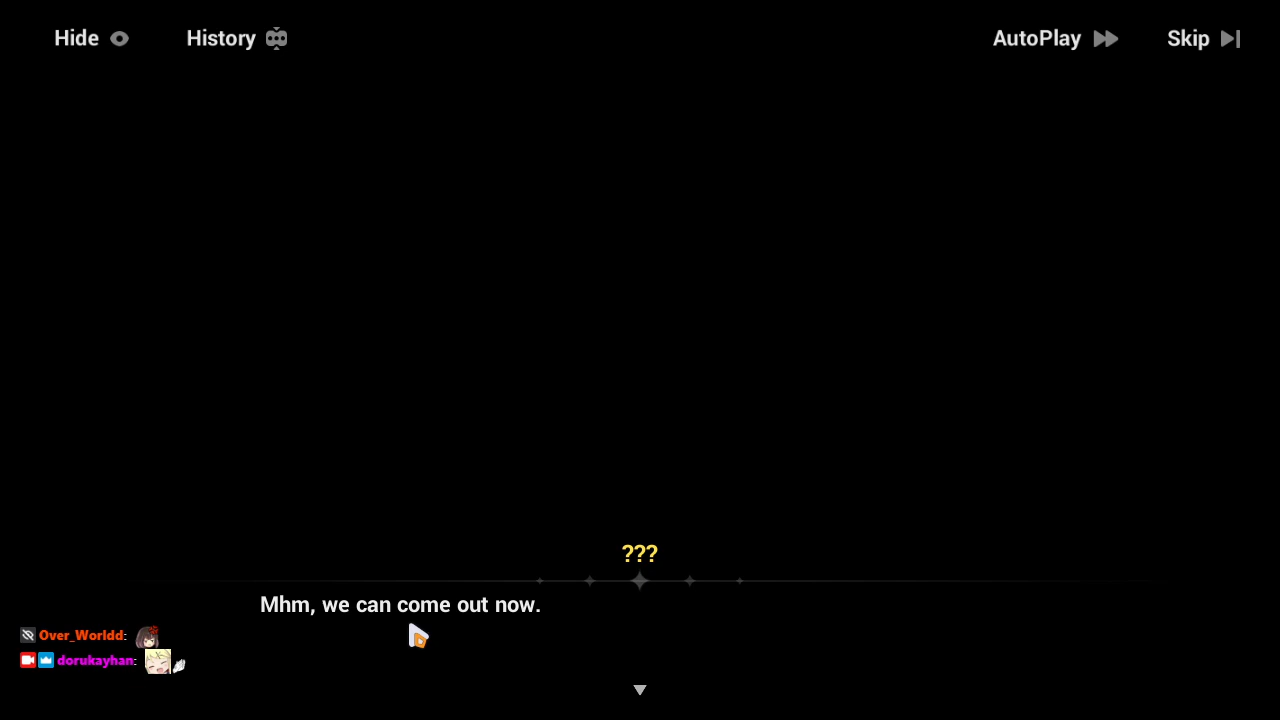 Hide
History
AutoPlay
Skip
???
Mhm, we can come out now.
Over_Worldd:
dorukayhan: